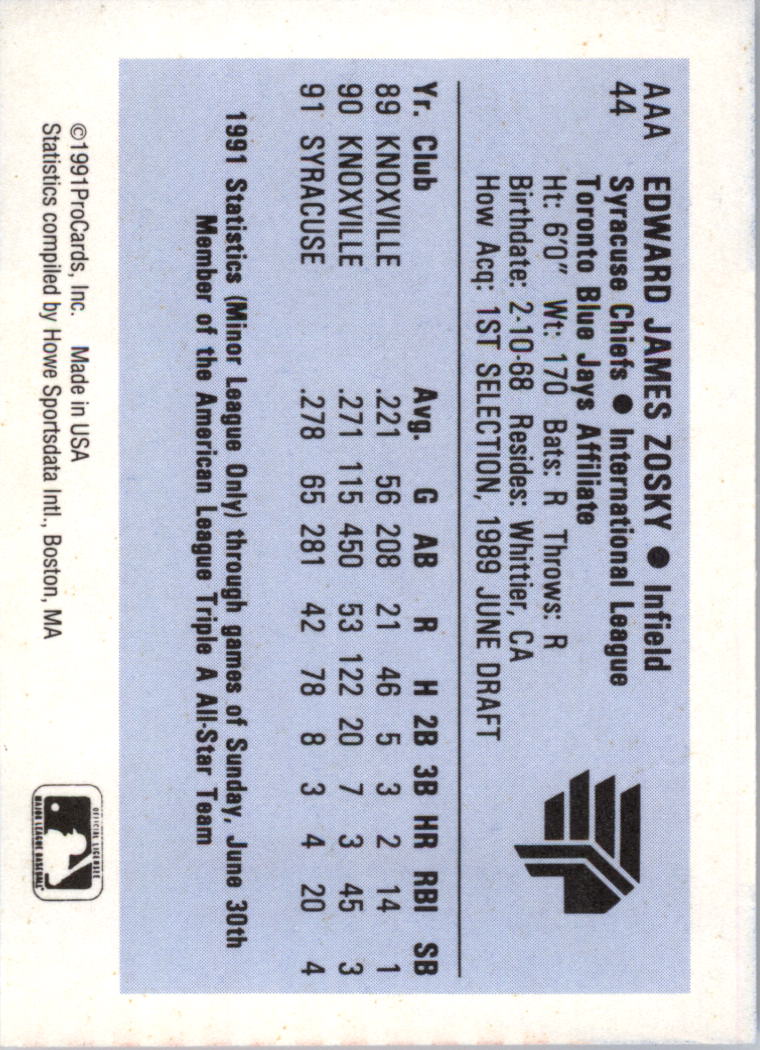 AAA EDWARD JAMES ZOSKY ● Infield
44 Syracuse Chiefs ● International League
Toronto Blue Jays Affiliate
Ht: 6'0" Wt: 170 Bats: R Throws: R
Birthdate: 2-10-68 Resides: Whittier, CA
How Acq: 1ST SELECTION, 1989 JUNE DRAFT
Yr. Club Avg. G AB R H 2B 3B HR RBI SB
89 KNOXVILLE .221 56 208 21 46 5 3 2 14 1
90 KNOXVILLE .271 115 450 53 122 20 7 3 45 3
91 SYRACUSE .278 65 281 42 78 8 3 4 20 4
1991 Statistics (Minor League Only) through games of Sunday, June 30th
Member of the American League Triple A All-Star Team
©1991ProCards, Inc. Made in USA
Statistics compiled by Howe Sportsdata Intl., Boston, MA
OFFICIAL LICENSEE
MAJOR LEAGUE BASEBALL